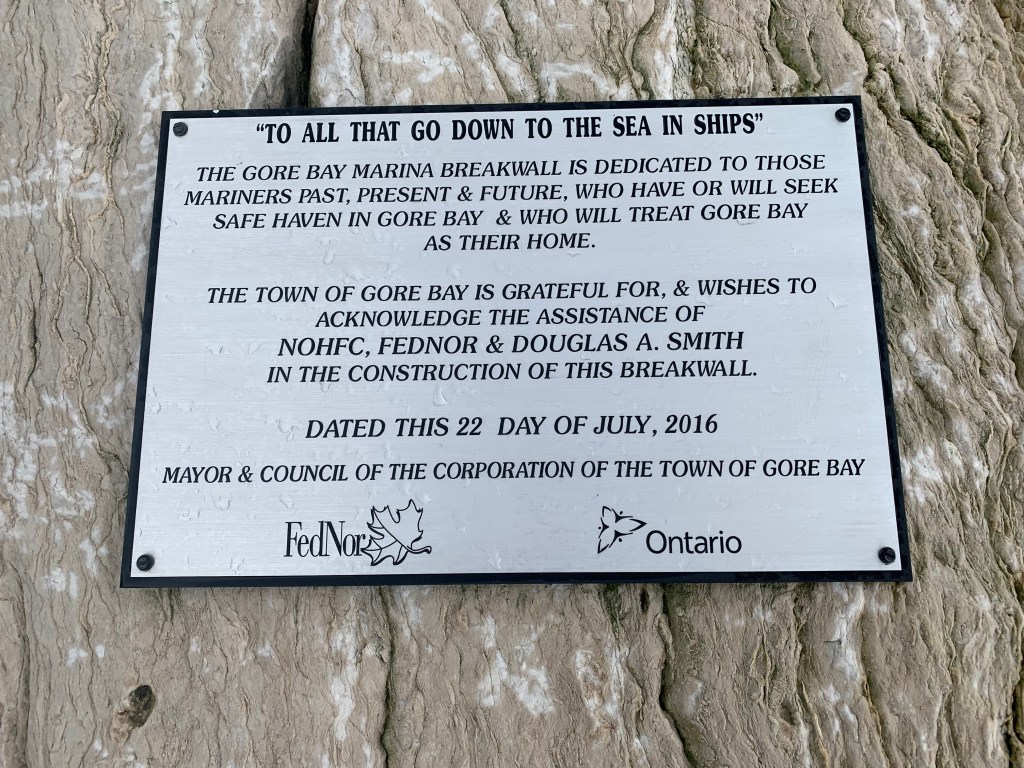 "TO ALL THAT GO DOWN TO THE SEA IN SHIPS"
THE GORE BAY MARINA BREAKWALL IS DEDICATED TO THOSE
MARINERS PAST, PRESENT & FUTURE, WHO HAVE OR WILL SEEK
SAFE HAVEN IN GORE BAY & WHO WILL TREAT GORE BAY
AS THEIR HOME.
THE TOWN OF GORE BAY IS GRATEFUL FOR, & WISHES TO
ACKNOWLEDGE THE ASSISTANCE OF
NOHFC, FEDNOR & DOUGLAS A. SMITH
IN THE CONSTRUCTION OF THIS BREAKWALL.
DATED THIS 22 DAY OF JULY, 2016
MAYOR & COUNCIL OF THE CORPORATION OF THE TOWN OF GORE BAY
FedNor
Ontario